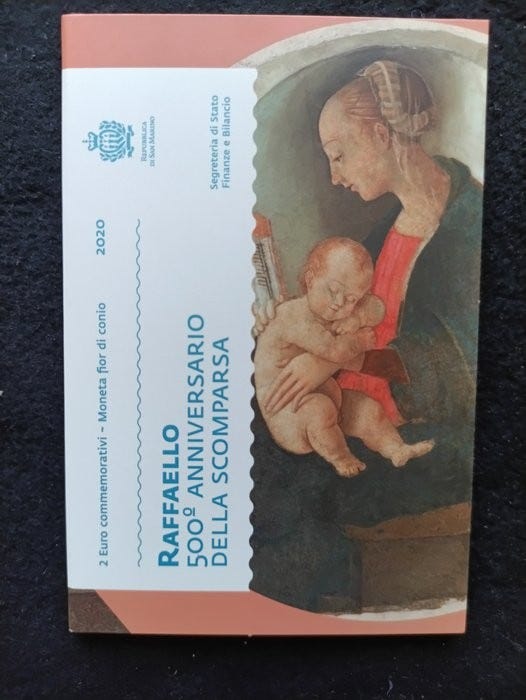 REPUBBLICA
DI SAN MARINO
Segreteria di Stato
Finanze e Bilancio
2 Euro commemorativi ~ Moneta fior di conio 2020
RAFFAELLO
500º ANNIVERSARIO
DELLA SCOMPARSA